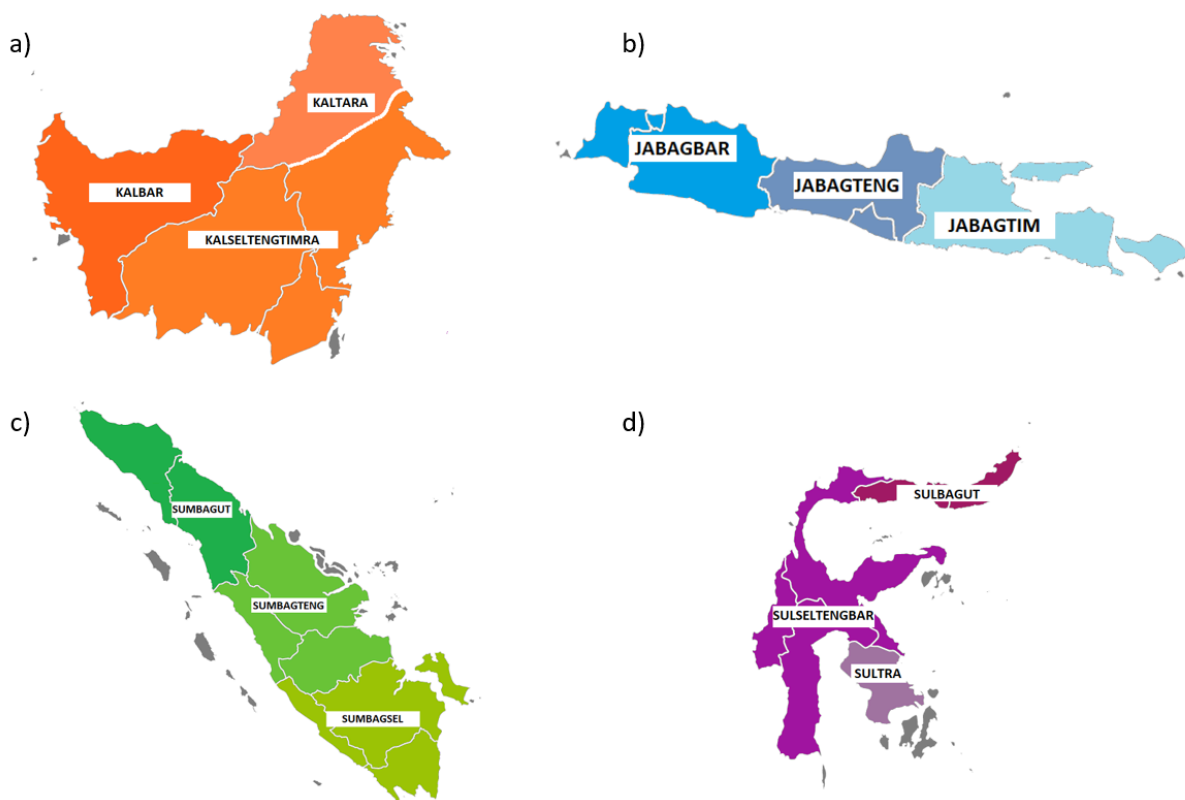 a)
KALTARA
KALBAR
KALSELTENGTIMRA
b)
JABAGBAR
JABAGTENG
JABAGTIM
c)
SUMBAGUT
SUMBAGTENG
SUMBAGSEL
d)
SULBAGUT
SULSELTENGBAR
SULTRA